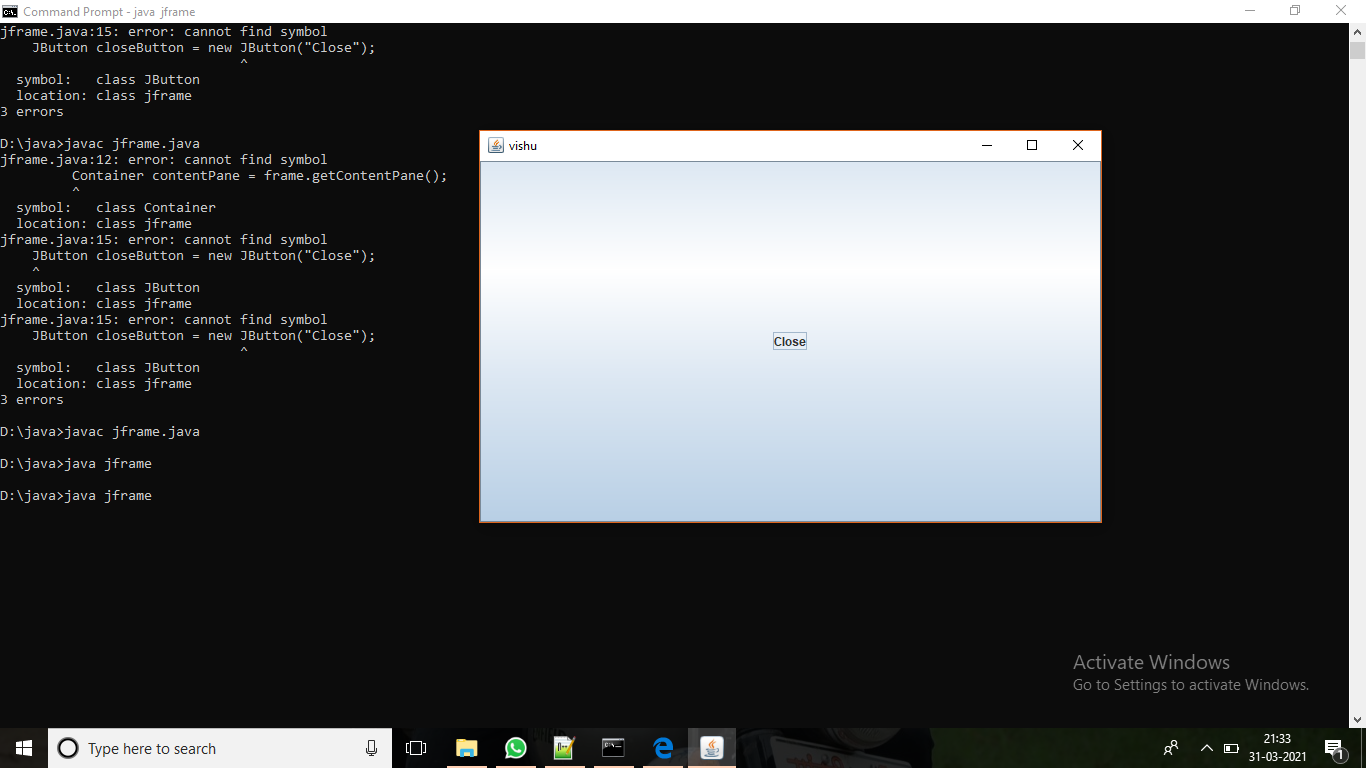 Command Prompt - java  jframe
jframe.java:15: error: cannot find symbol
    JButton closeButton = new JButton("Close");
                              ^
  symbol:   class JButton
  location: class jframe
3 errors
D:\java>javac jframe.java
jframe.java:12: error: cannot find symbol
         Container contentPane = frame.getContentPane();
         ^
  symbol:   class Container
  location: class jframe
jframe.java:15: error: cannot find symbol
    JButton closeButton = new JButton("Close");
    ^
  symbol:   class JButton
  location: class jframe
jframe.java:15: error: cannot find symbol
    JButton closeButton = new JButton("Close");
                              ^
  symbol:   class JButton
  location: class jframe
3 errors
D:\java>javac jframe.java
D:\java>java jframe
D:\java>java jframe
vishu
Close
Activate Windows
Go to Settings to activate Windows.
Type here to search
21:33
31-03-2021
1